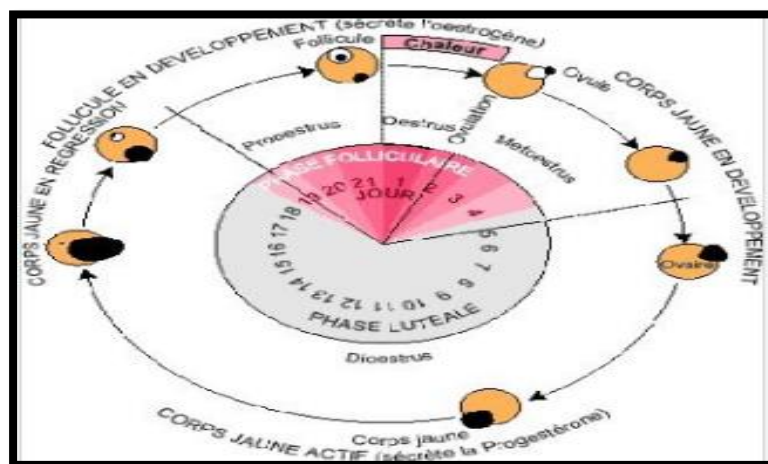 FOLLICULE EN DEVELOPPEMENT (sécrète l'oestrogène)
Follicule
Chaleur
Ovule
CORPS JAUNE EN DEVELOPPEMENT
CORPS JAUNE EN REGRESSION
Prooestrus
Oestrus
Ovulation
Metoestrus
PHASE FOLLICULAIRE
JOUR
1 2 3 4 5 6 7 8 9 10 11 12 13 14 15 16 17 18 19 20 21
PHASE LUTEALE
Ovaire
Dioestrus
Corps jaune
CORPS JAUNE ACTIF (sécrète la Progestérone)